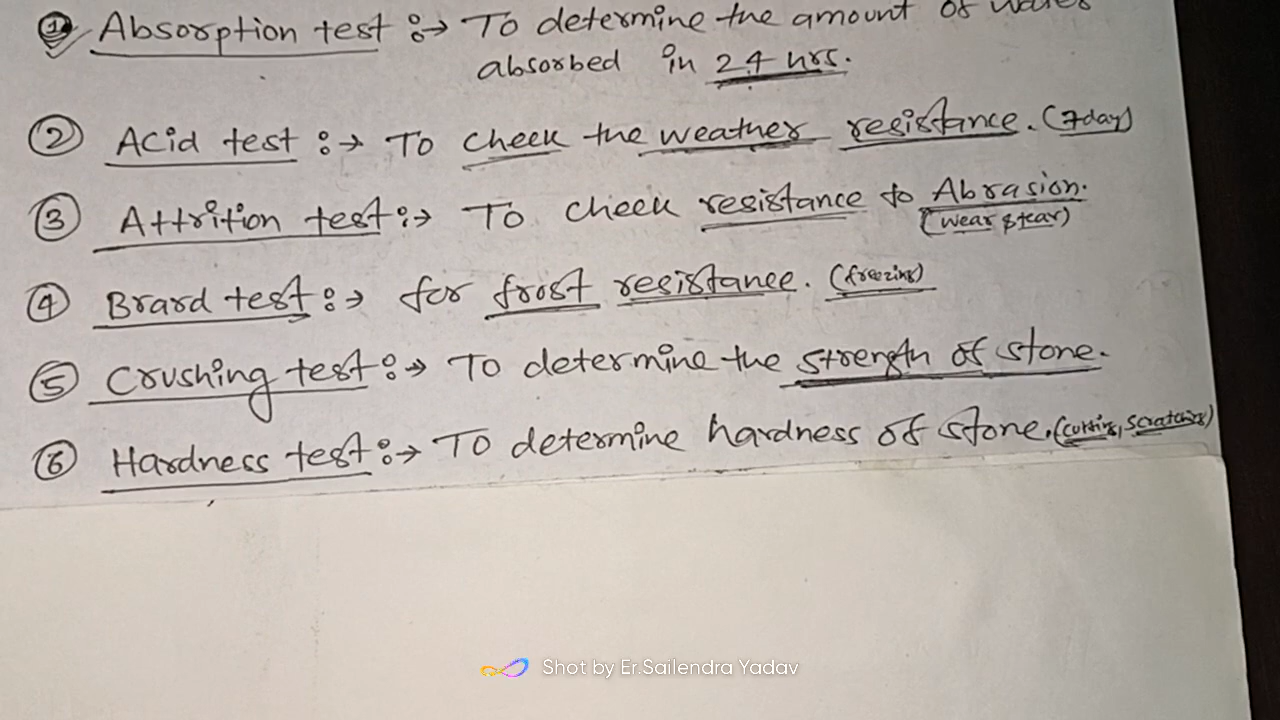 ① Absorption test :→ To determine the amount of water
absorbed in 24 hrs.
② Acid test :→ To cheek the weather resistance. (7day)
③ Attrition test :→ To cheek resistance to Abrasion.
(wear & tear)
④ Brard test :→ for frost resistance. (freezing)
⑤ Crushing test :→ To determine the strength of stone.
⑥ Hardness test :→ To determine hardness of stone. (cutting, scratching)
Shot by Er.Sailendra Yadav